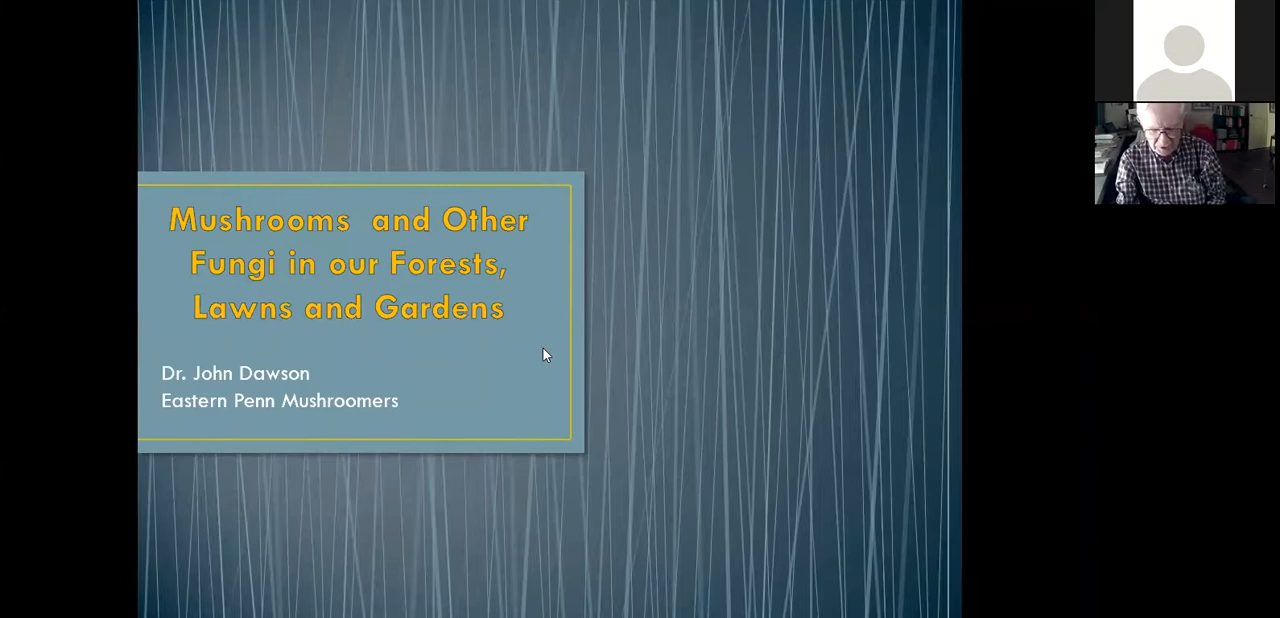 Mushrooms and Other
Fungi in our Forests,
Lawns and Gardens
Dr. John Dawson
Eastern Penn Mushroomers